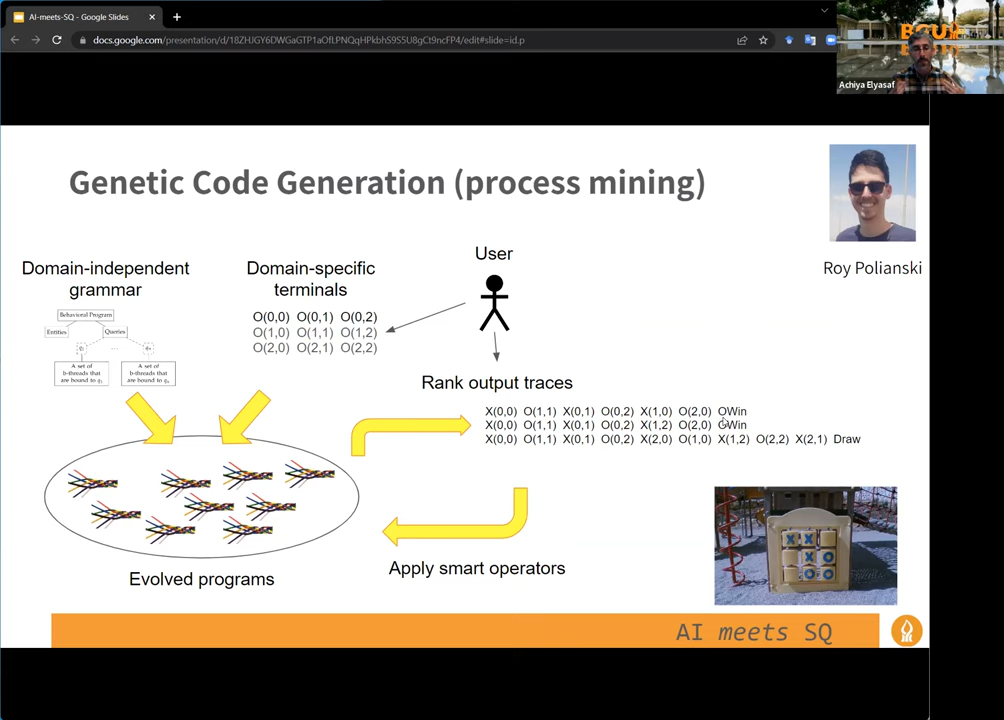 AI-meets-SQ - Google Slides
docs.google.com/presentation/d/18ZHJGY6DWGaGTP1aOfLPNQqHPkbhS9S5U8gCt9ncFP4/edit#slide=id.p
Achiya Elyasaf
Genetic Code Generation (process mining)
Roy Polianski
Domain-independent
grammar
Behavioral Program
Entities
Queries
...
A set of
b-threads that
are bound to q1
A set of
b-threads that
are bound to
Domain-specific
terminals
O(0,0) O(0,1) O(0,2)
O(1,0) O(1,1) O(1,2)
O(2,0) O(2,1) O(2,2)
User
Rank output traces
X(0,0) O(1,1) X(0,1) O(0,2) X(1,0) O(2,0) OWin
X(0,0) O(1,1) X(0,1) O(0,2) X(1,2) O(2,0) OWin
X(0,0) O(1,1) X(0,1) O(0,2) X(2,0) O(1,0) X(1,2) O(2,2) X(2,1) Draw
X X
X O
O O
Evolved programs
Apply smart operators
AI meets SQ